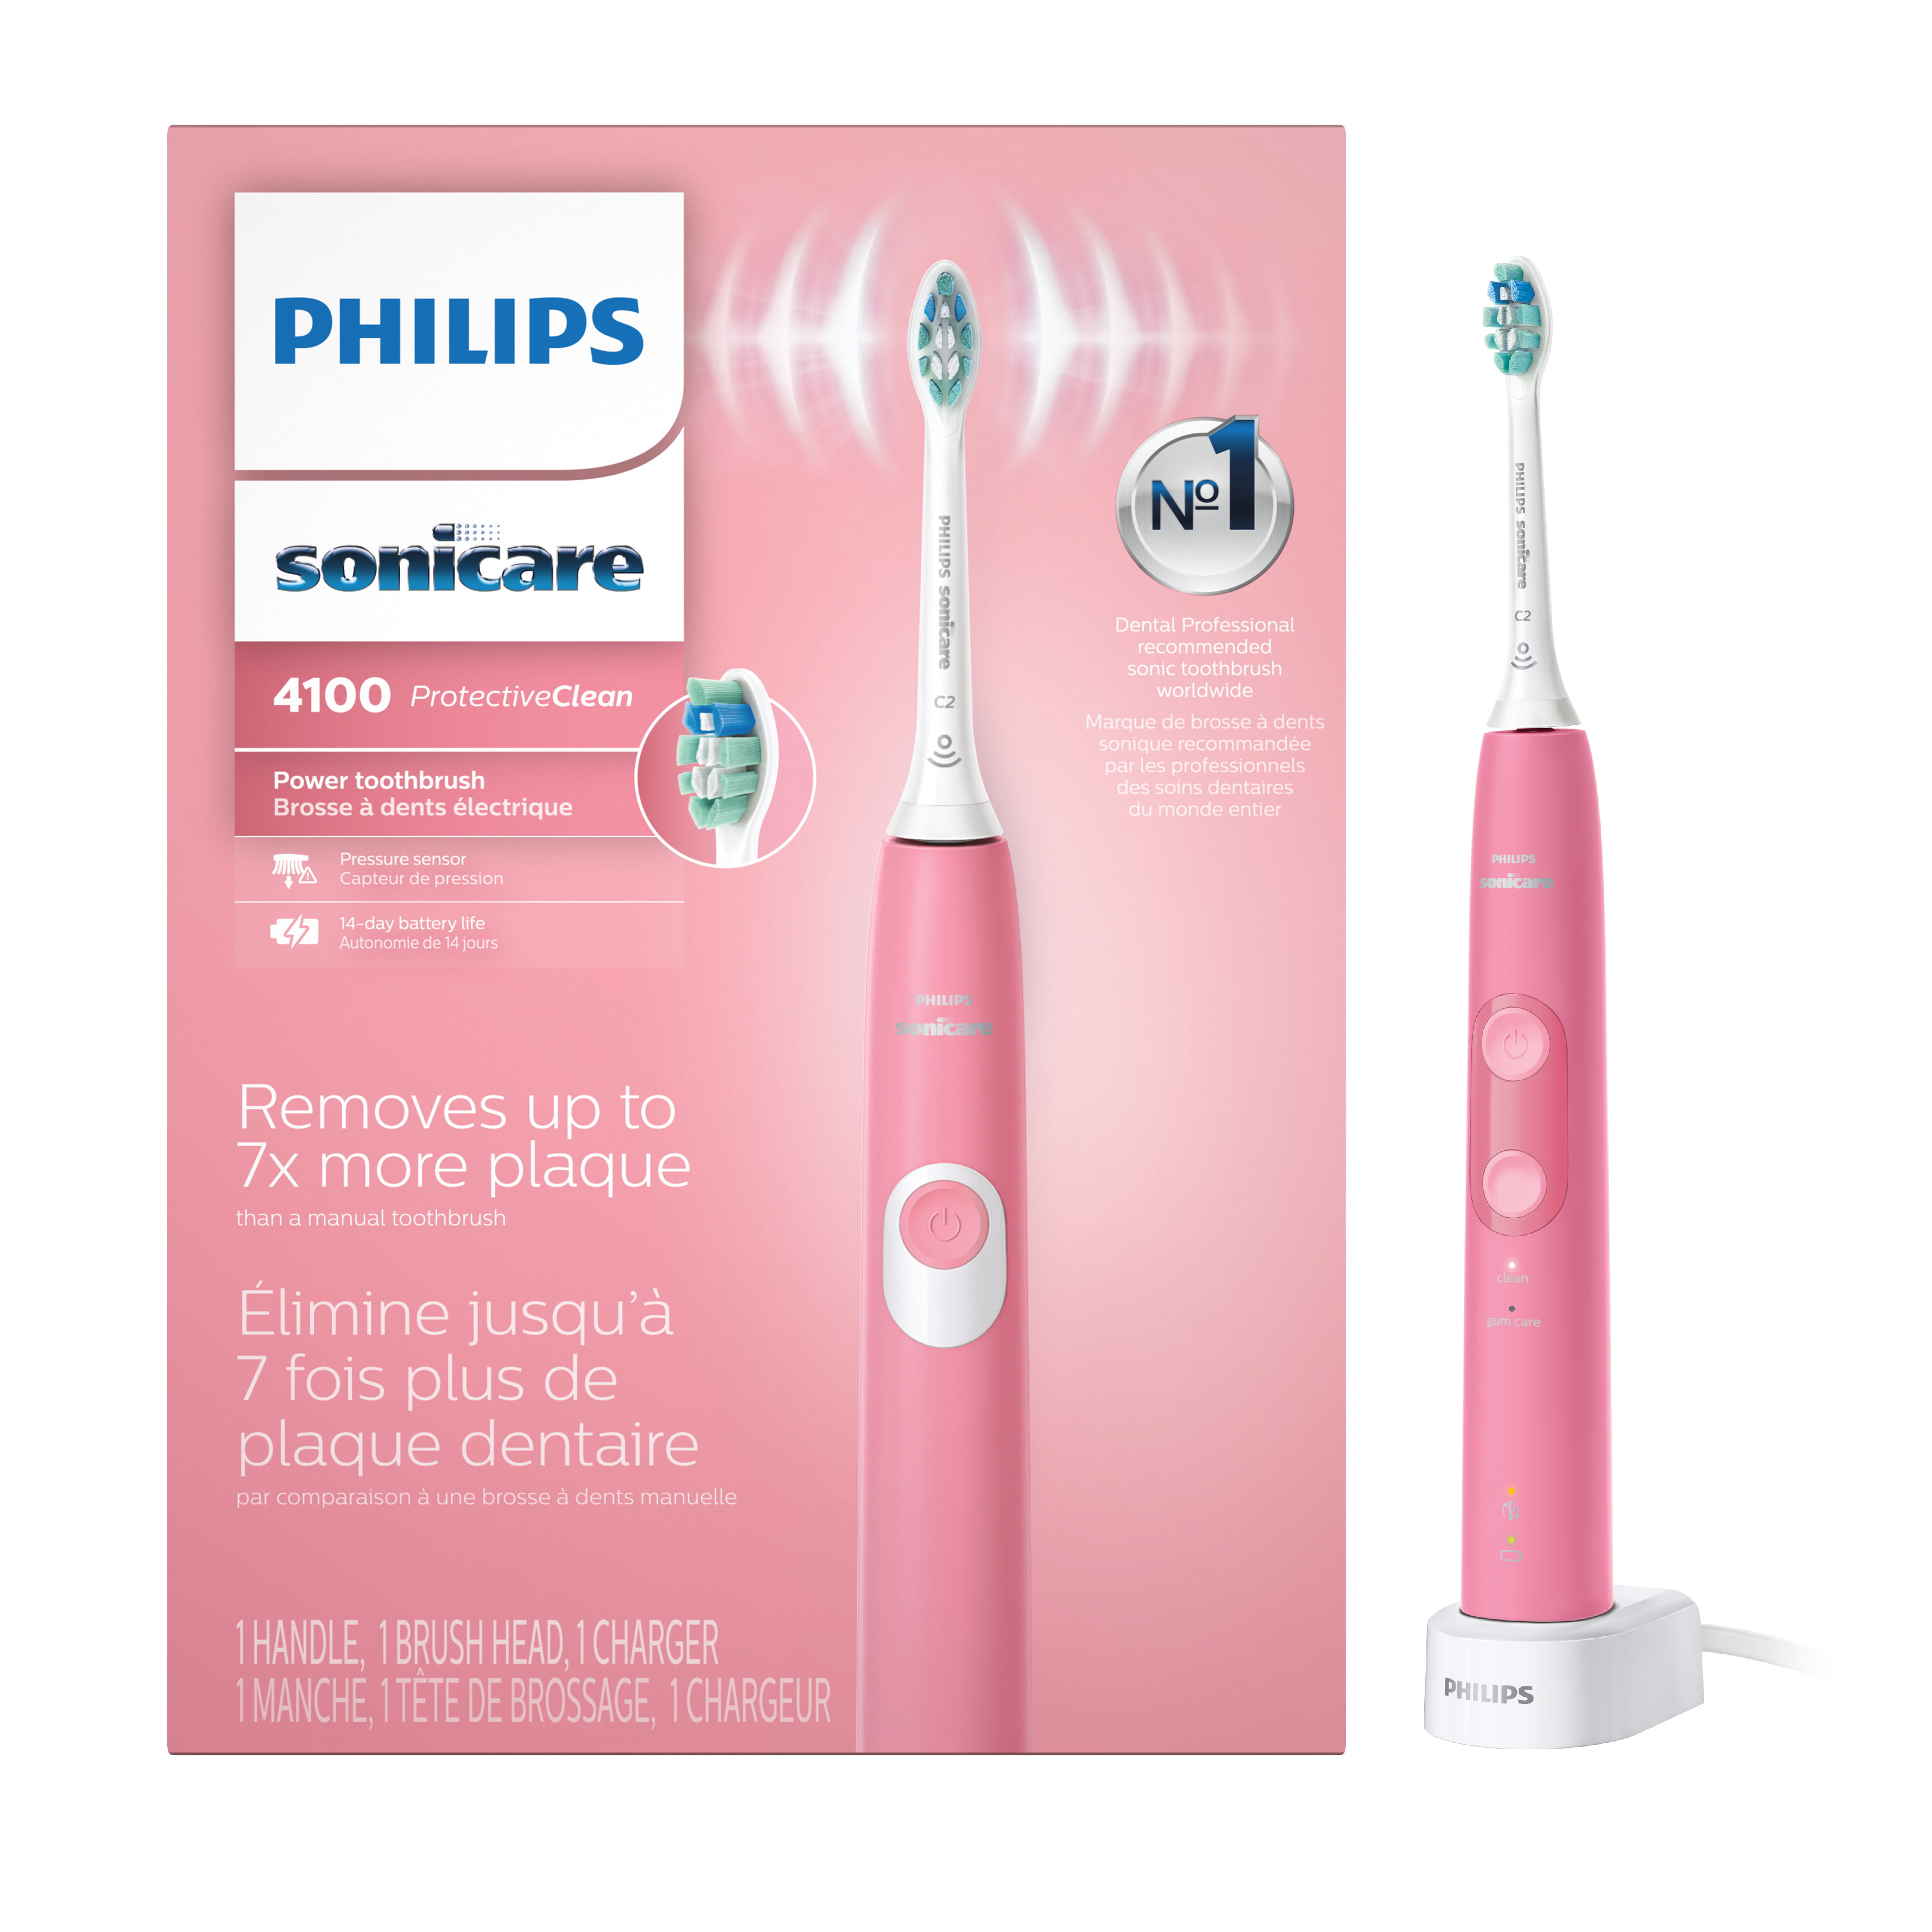 PHILIPS
sonicare
4100 ProtectiveClean
Power toothbrush
Brosse à dents électrique
Pressure sensor
Capteur de pression
14-day battery life
Autonomie de 14 jours
Removes up to
7x more plaque
than a manual toothbrush
Élimine jusqu'à
7 fois plus de
plaque dentaire
par comparaison à une brosse à dents manuelle
1 HANDLE, 1 BRUSH HEAD, 1 CHARGER
1 MANCHE, 1 TÊTE DE BROSSAGE, 1 CHARGEUR
PHILIPS sonicare
C2
PHILIPS
sonicare
Nº1
Dental Professional
recommended
sonic toothbrush
worldwide
Marque de brosse à dents
sonique recommandée
par les professionnels
des soins dentaires
du monde entier
PHILIPS sonicare
C2
PHILIPS
sonicare
clean
gum care
PHILIPS